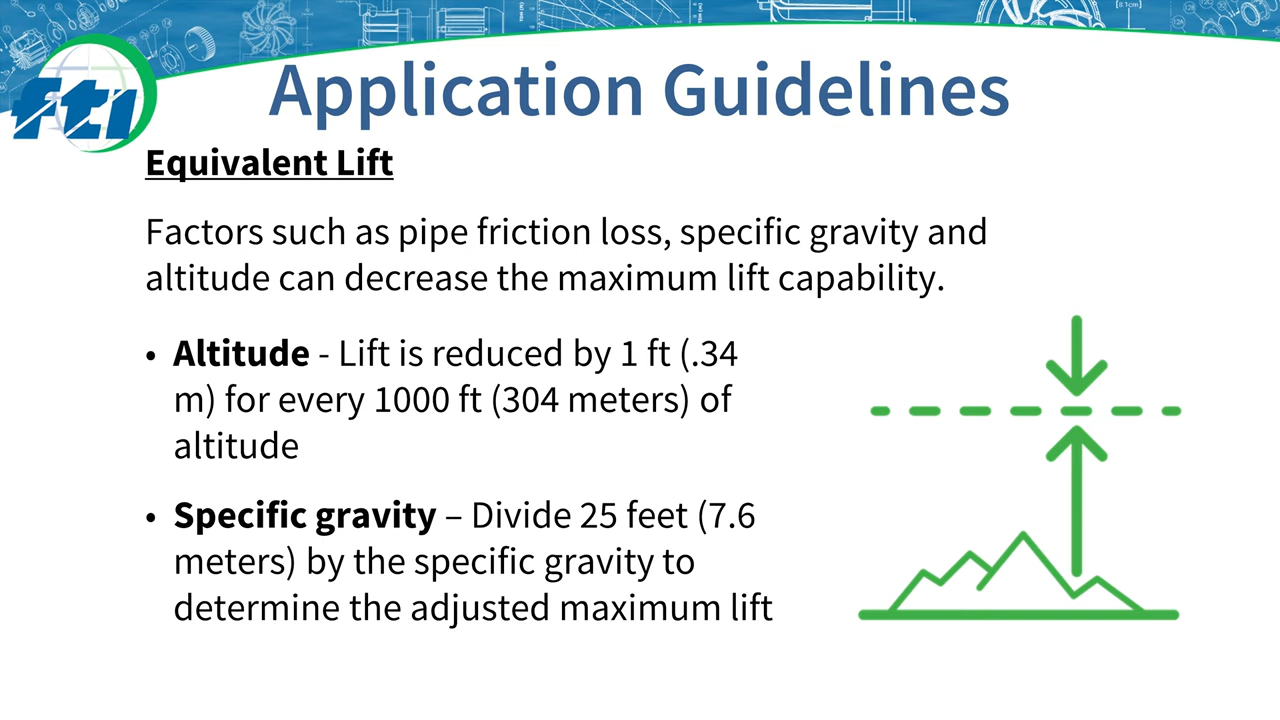 fti
Application Guidelines
Equivalent Lift
Factors such as pipe friction loss, specific gravity and
altitude can decrease the maximum lift capability.
• Altitude - Lift is reduced by 1 ft (.34
m) for every 1000 ft (304 meters) of
altitude
• Specific gravity – Divide 25 feet (7.6
meters) by the specific gravity to
determine the adjusted maximum lift